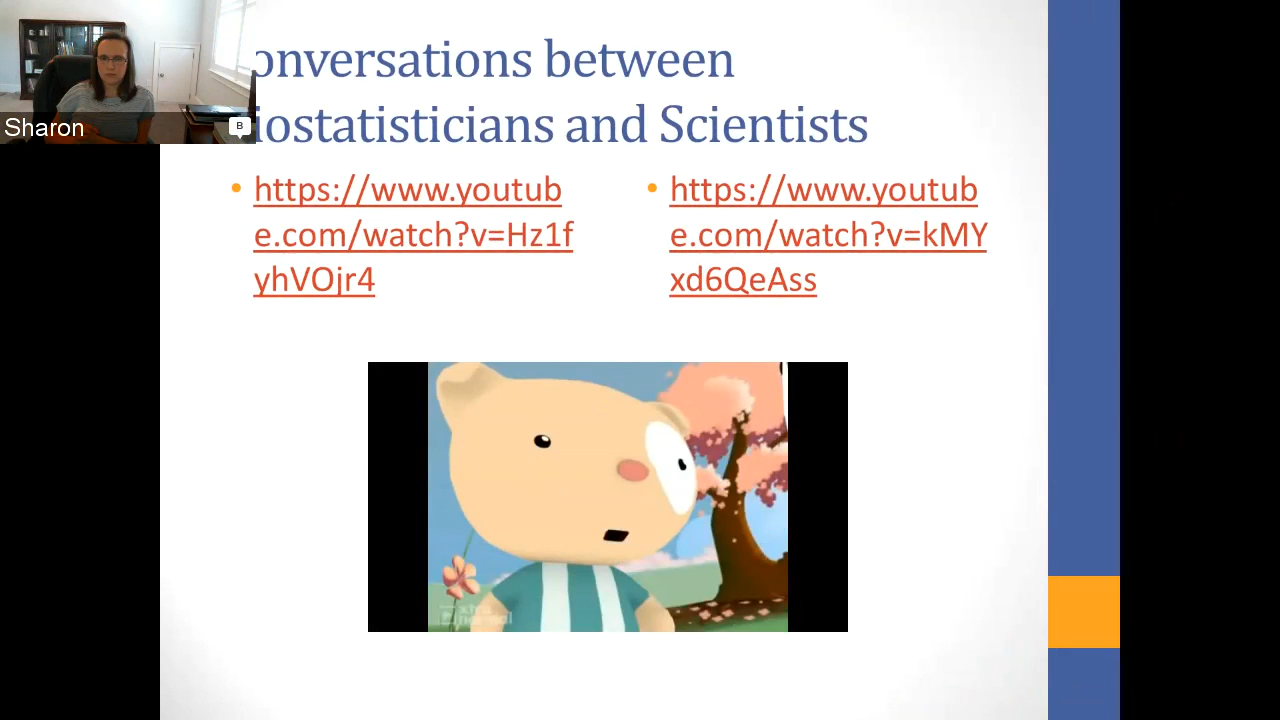 onversations between
iostatisticians and Scientists
Sharon
B
https://www.youtub
e.com/watch?v=Hz1f
yhVOjr4
https://www.youtub
e.com/watch?v=kMY
xd6QeAss